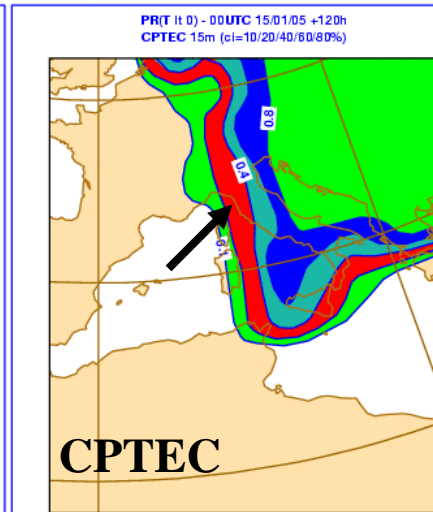 PR(T lt 0) - 00UTC 15/01/05 +120h
CPTEC 15m (ci=10/20/40/60/80%)
0.8
0.4
0.1
CPTEC